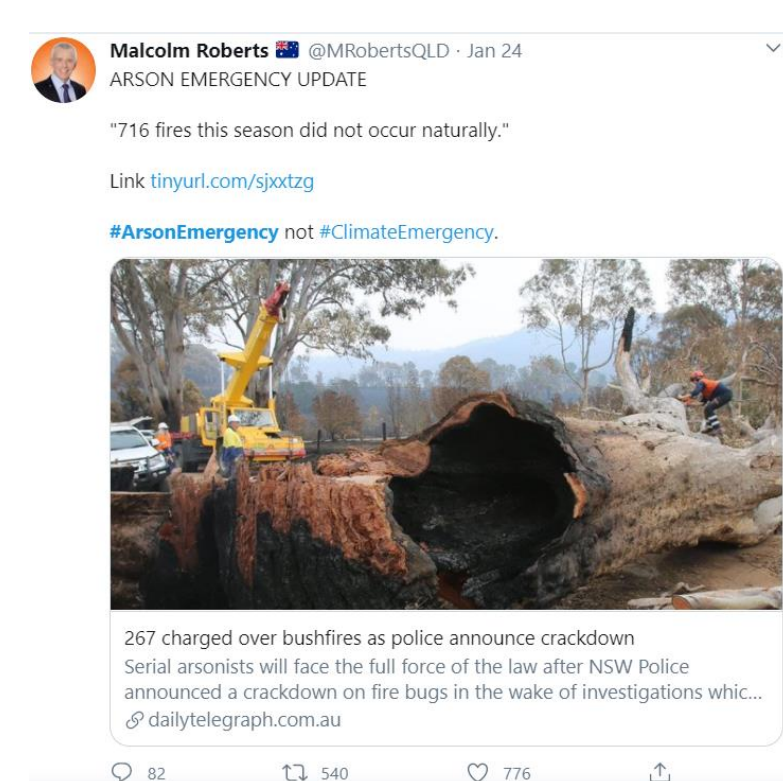 Malcolm Roberts 🇦🇺 @MRobertsQLD · Jan 24
ARSON EMERGENCY UPDATE
"716 fires this season did not occur naturally."
Link tinyurl.com/sjxxtzg
#ArsonEmergency not #ClimateEmergency.
267 charged over bushfires as police announce crackdown
Serial arsonists will face the full force of the law after NSW Police
announced a crackdown on fire bugs in the wake of investigations whic...
dailytelegraph.com.au
82 540 776